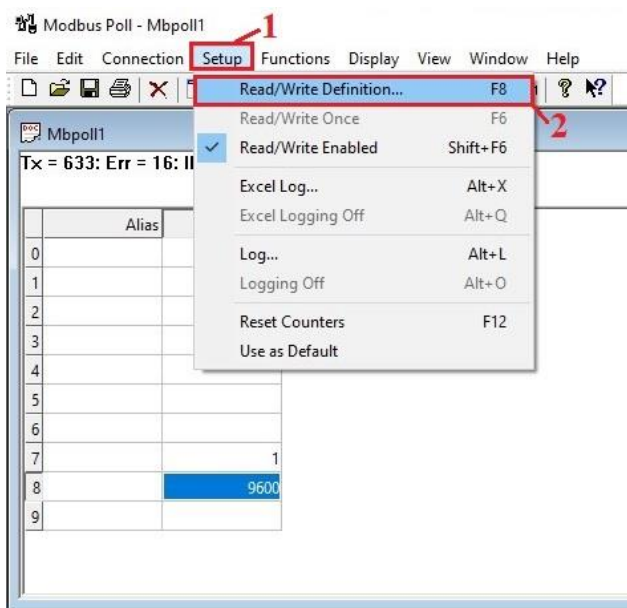 Modbus Poll - Mbpoll1
1
File Edit Connection Setup Functions Display View Window Help
Read/Write Definition... F8
2
Mbpoll1
Read/Write Once F6
Tx = 633: Err = 16:
Read/Write Enabled Shift+F6
Excel Log... Alt+X
Alias
Excel Logging Off Alt+Q
0
Log... Alt+L
1
Logging Off Alt+O
2
Reset Counters F12
3
Use as Default
4
5
6
7 1
8 9600
9